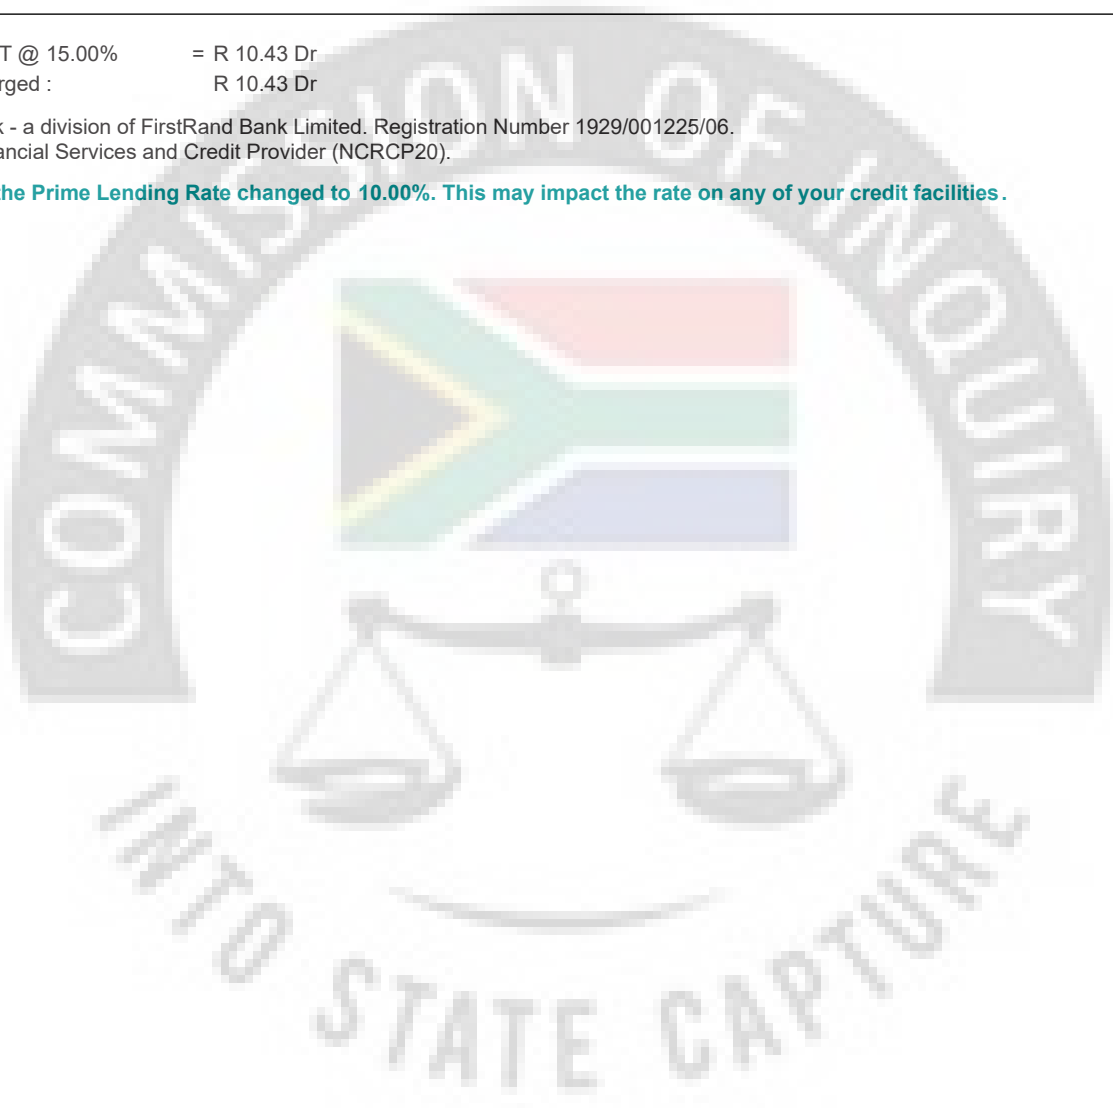 T @ 15.00% = R 10.43 Dr
rged : R 10.43 Dr
k - a division of FirstRand Bank Limited. Registration Number 1929/001225/06.
ancial Services and Credit Provider (NCRCP20).
the Prime Lending Rate changed to 10.00%. This may impact the rate on any of your credit facilities.
COMMISSION OF INQUIRY
INTO STATE CAPTURE